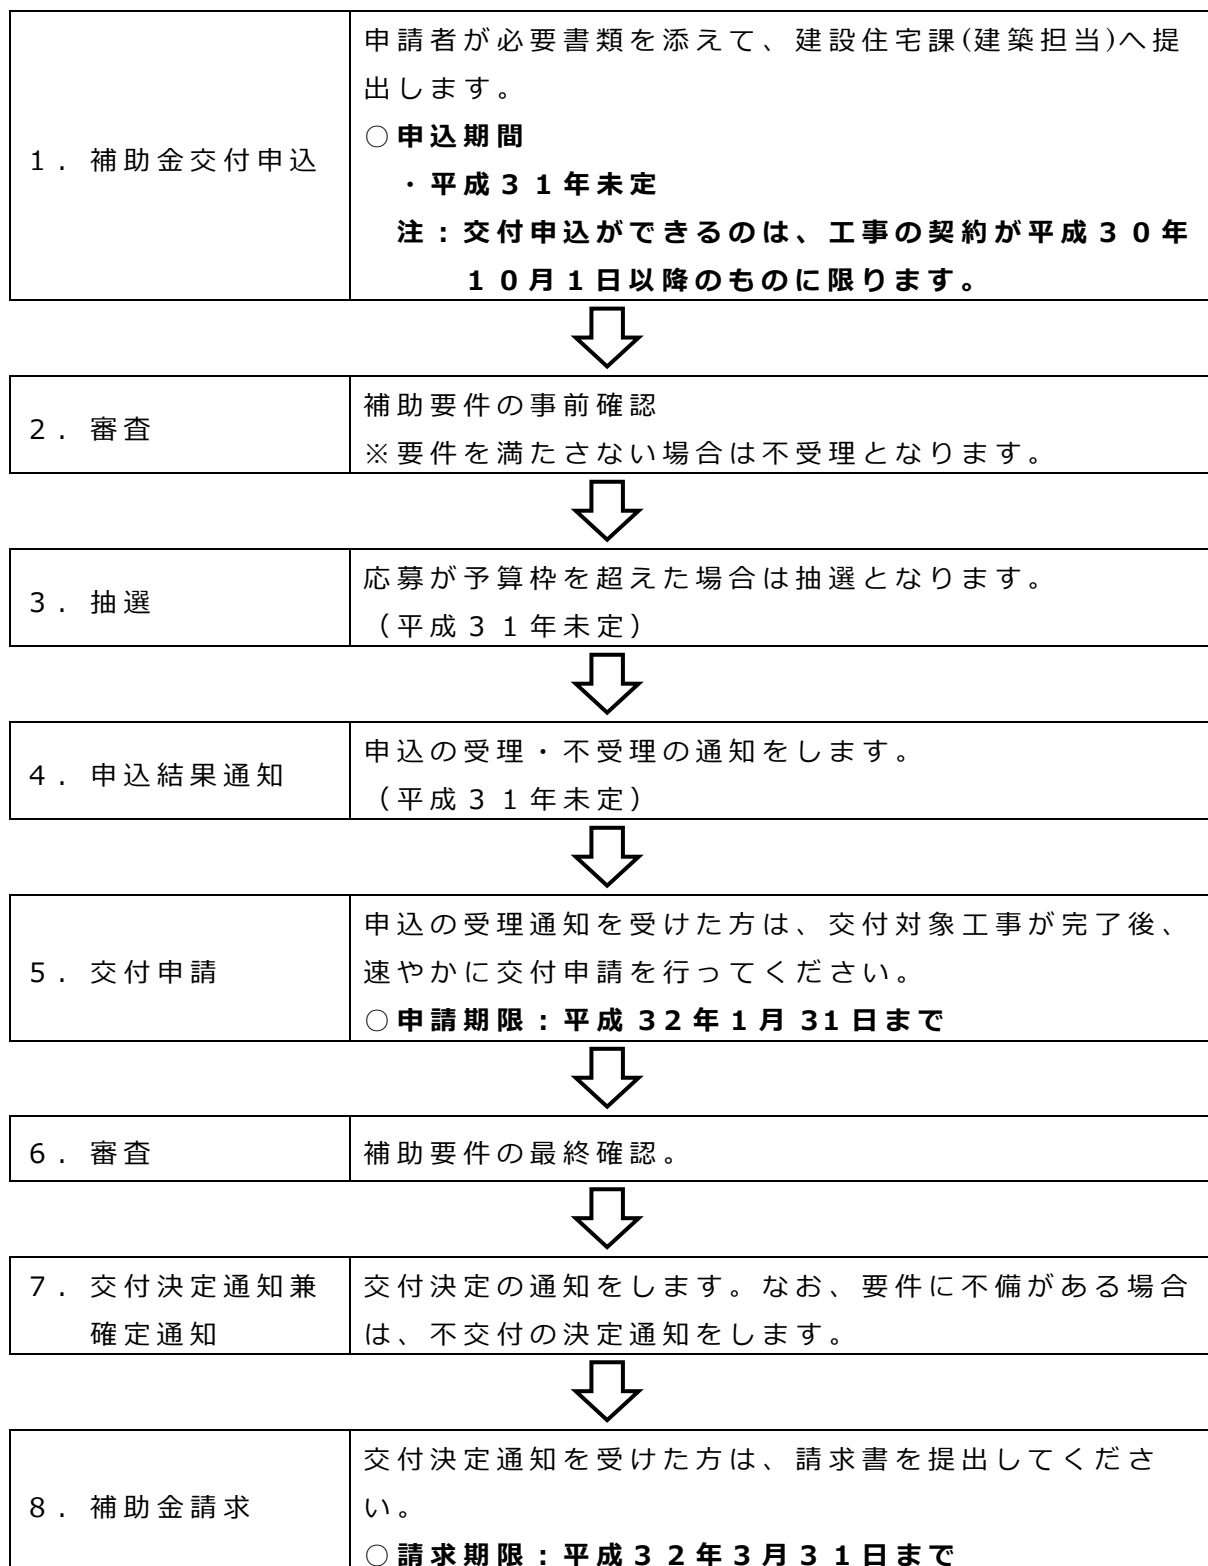 1．補助金交付申込
申請者が必要書類を添えて、建設住宅課(建築担当)へ提
出します。
○申込期間
・平成３１年未定
注：交付申込ができるのは、工事の契約が平成３０年
１０月１日以降のものに限ります。
2．審査
補助要件の事前確認
※要件を満たさない場合は不受理となります。
3．抽選
応募が予算枠を超えた場合は抽選となります。
（平成３１年未定）
4．申込結果通知
申込の受理・不受理の通知をします。
（平成３１年未定）
5．交付申請
申込の受理通知を受けた方は、交付対象工事が完了後、
速やかに交付申請を行ってください。
○申請期限：平成 32年１月 31日まで
6．審査
補助要件の最終確認。
7．交付決定通知兼
確定通知
交付決定の通知をします。なお、要件に不備がある場合
は、不交付の決定通知をします。
8．補助金請求
交付決定通知を受けた方は、請求書を提出してくださ
い。
○請求期限：平成３２年３月３１日まで